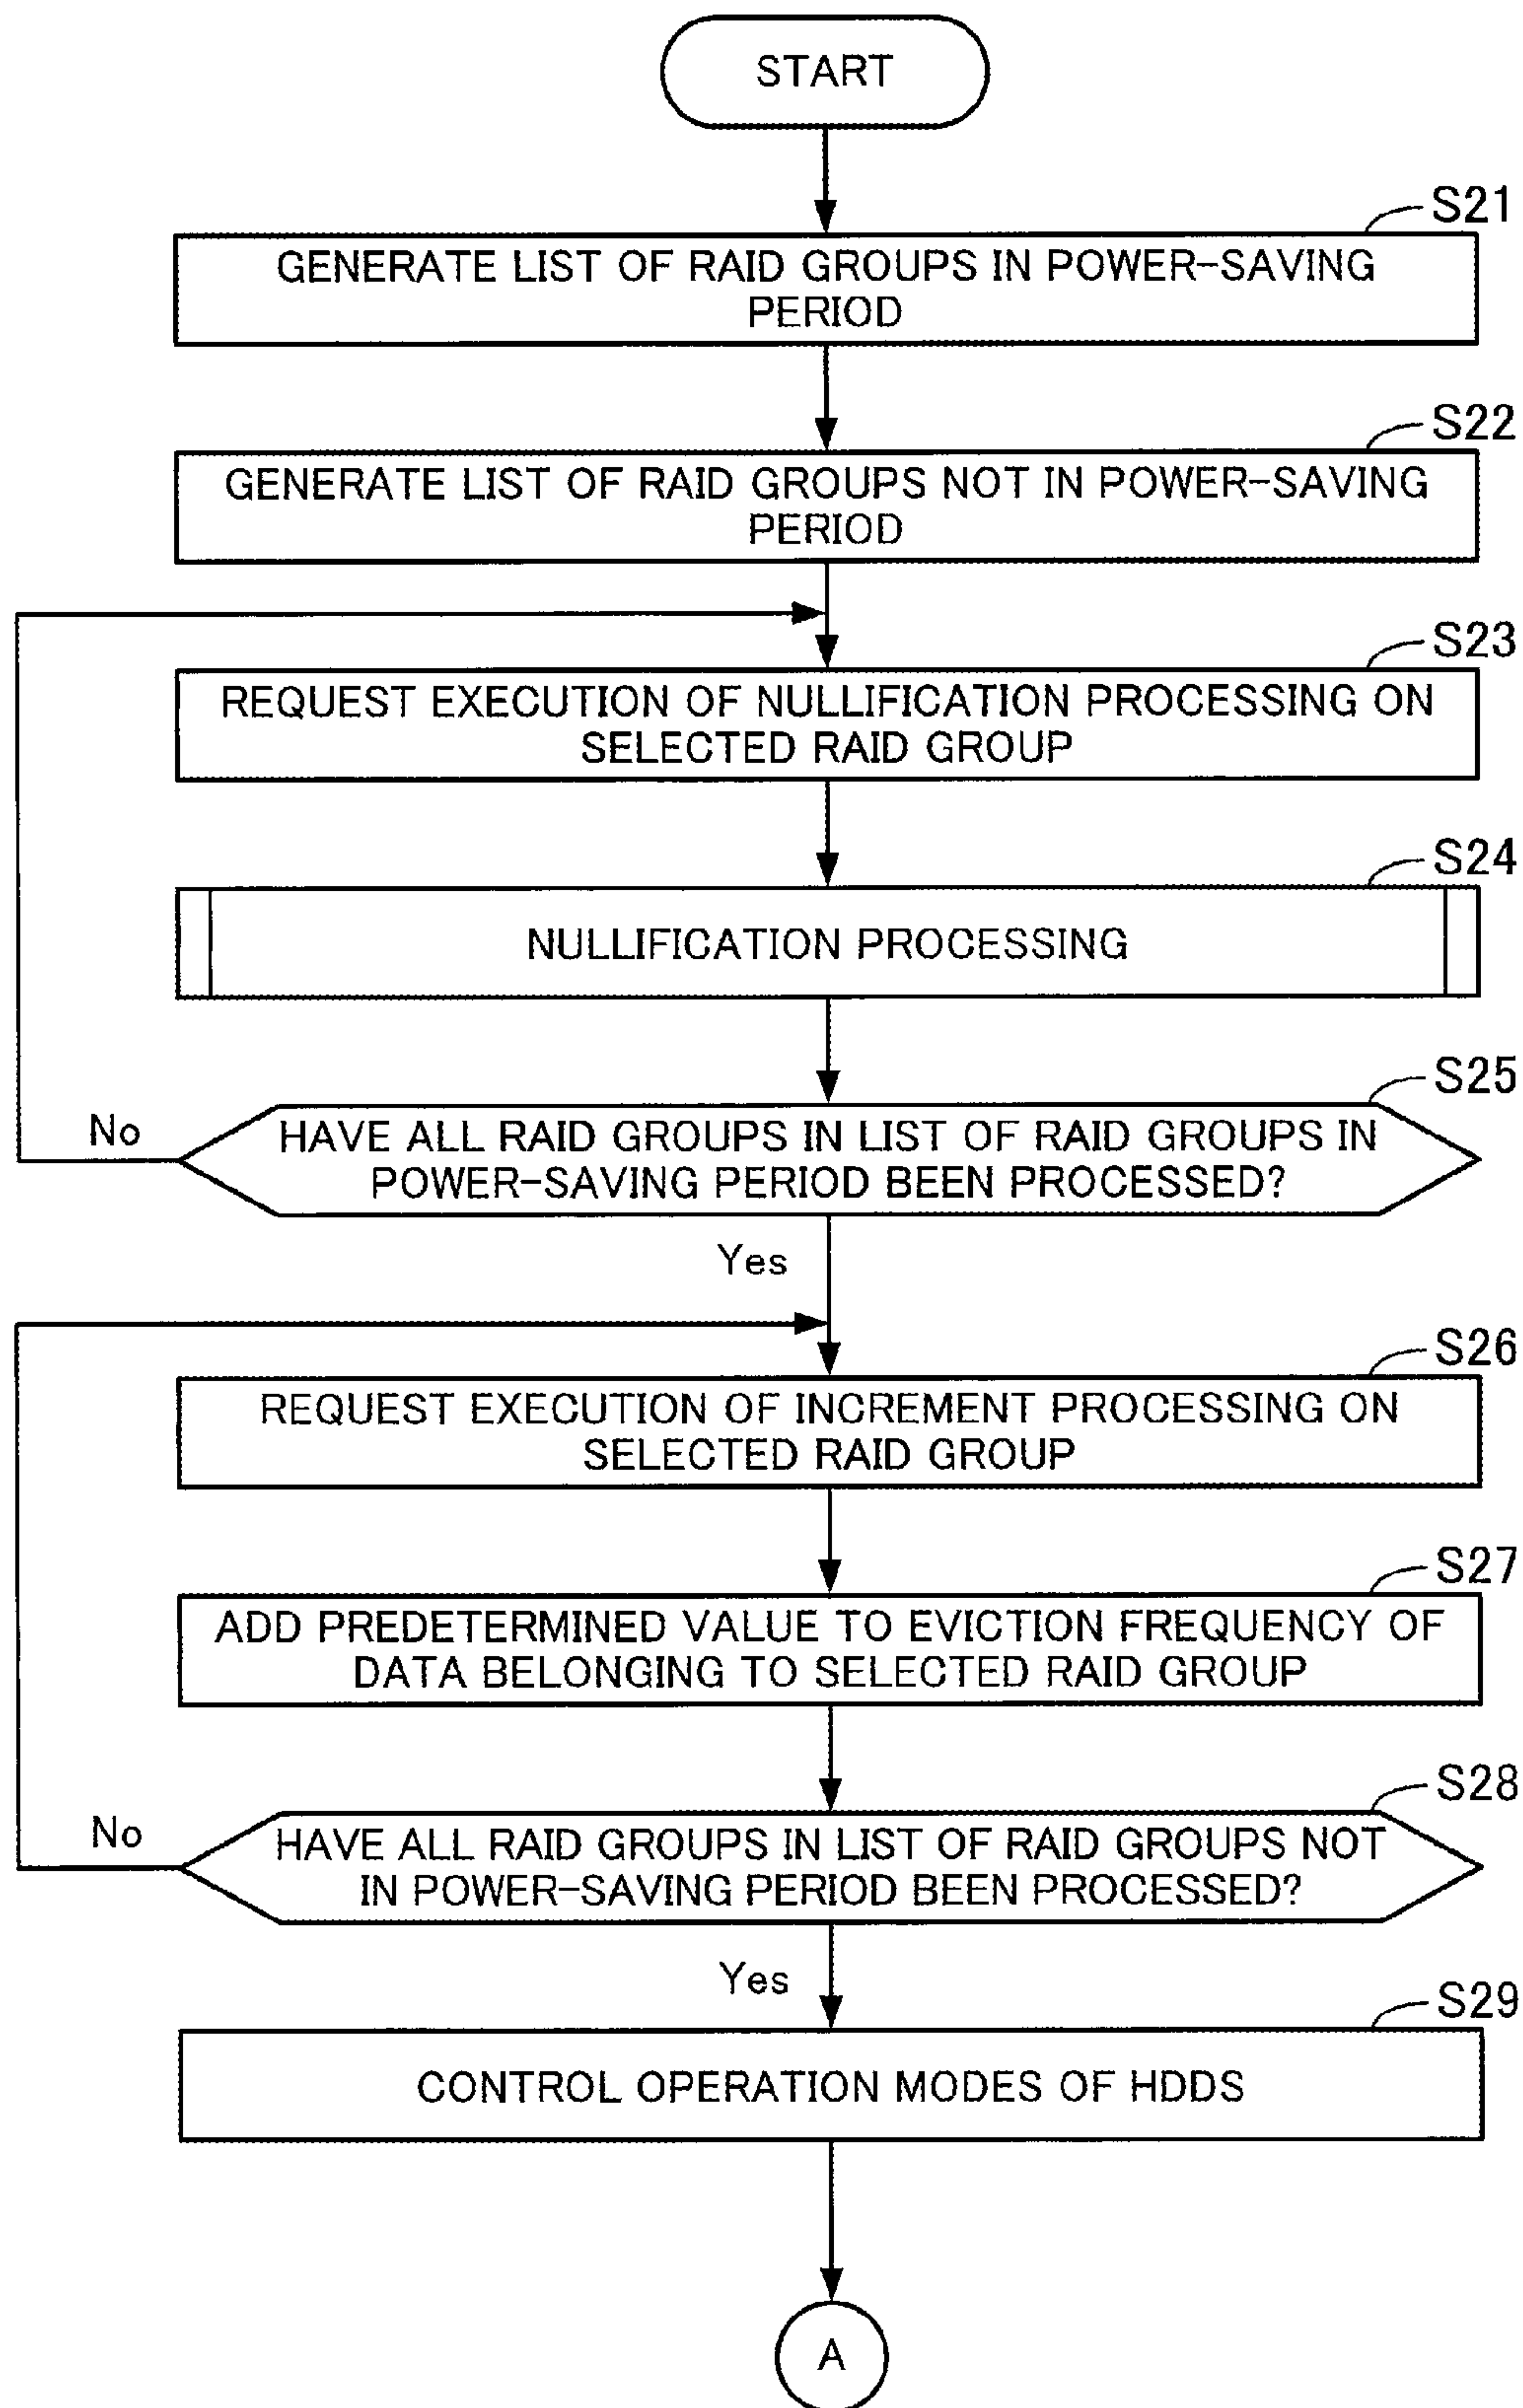 START
S21
GENERATE LIST OF RAID GROUPS IN POWER-SAVING
PERIOD
S22
GENERATE LIST OF RAID GROUPS NOT IN POWER-SAVING
PERIOD
S23
REQUEST EXECUTION OF NULLIFICATION PROCESSING ON
SELECTED RAID GROUP
S24
NULLIFICATION PROCESSING
S25
No
HAVE ALL RAID GROUPS IN LIST OF RAID GROUPS IN
POWER-SAVING PERIOD BEEN PROCESSED?
Yes
S26
REQUEST EXECUTION OF INCREMENT PROCESSING ON
SELECTED RAID GROUP
S27
ADD PREDETERMINED VALUE TO EVICTION FREQUENCY OF
DATA BELONGING TO SELECTED RAID GROUP
S28
No
HAVE ALL RAID GROUPS IN LIST OF RAID GROUPS NOT
IN POWER-SAVING PERIOD BEEN PROCESSED?
Yes
S29
CONTROL OPERATION MODES OF HDDS
A